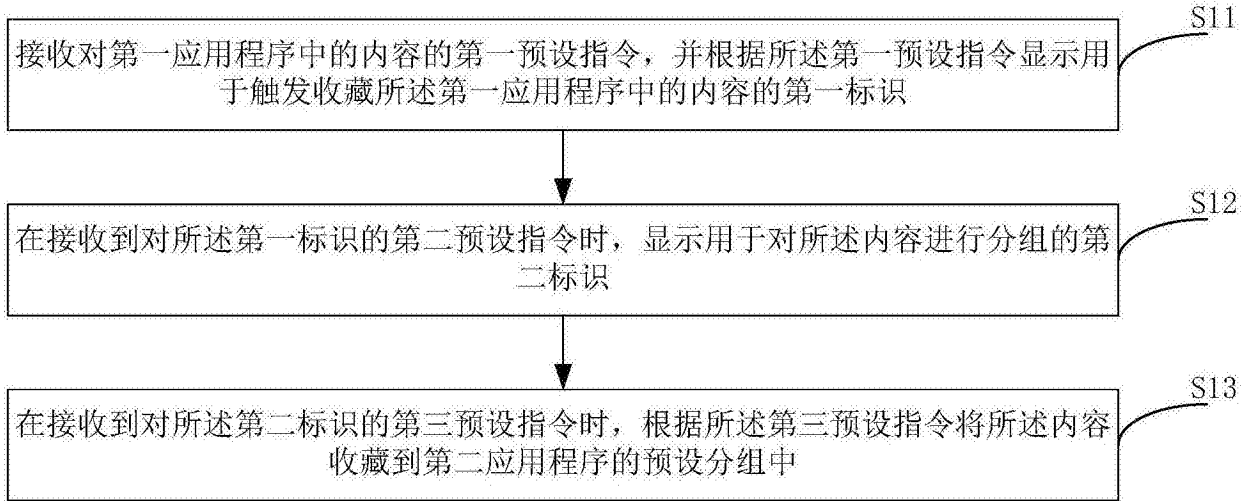 S11
接收对第一应用程序中的内容的第一预设指令，并根据所述第一预设指令显示用
于触发收藏所述第一应用程序中的内容的第一标识
S12
在接收到对所述第一标识的第二预设指令时，显示用于对所述内容进行分组的第
二标识
S13
在接收到对所述第二标识的第三预设指令时，根据所述第三预设指令将所述内容
收藏到第二应用程序的预设分组中